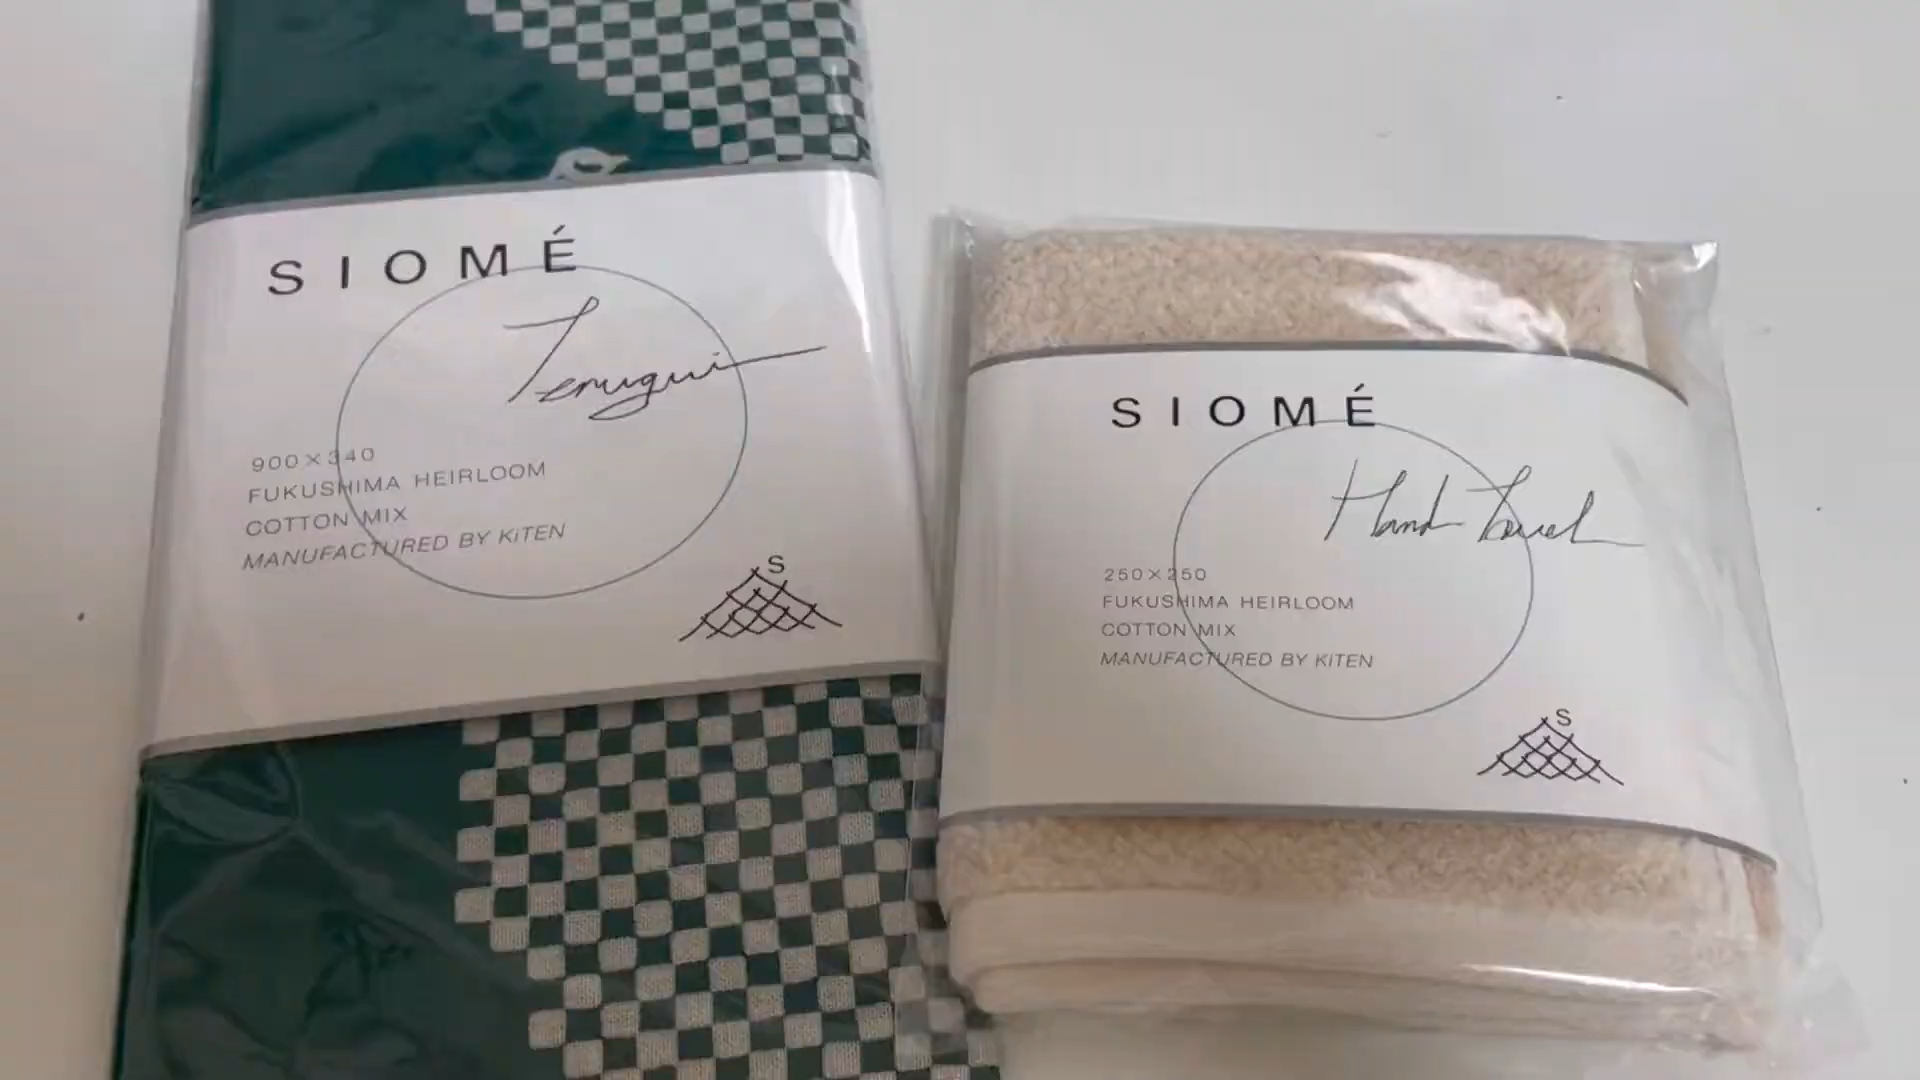 SIOMÉ
Tenugui
900×340
FUKUSHIMA HEIRLOOM
COTTON MIX
MANUFACTURED BY KiTEN
S
SIOMÉ
Hand Towel
250×250
FUKUSHIMA HEIRLOOM
COTTON MIX
MANUFACTURED BY KiTEN
S